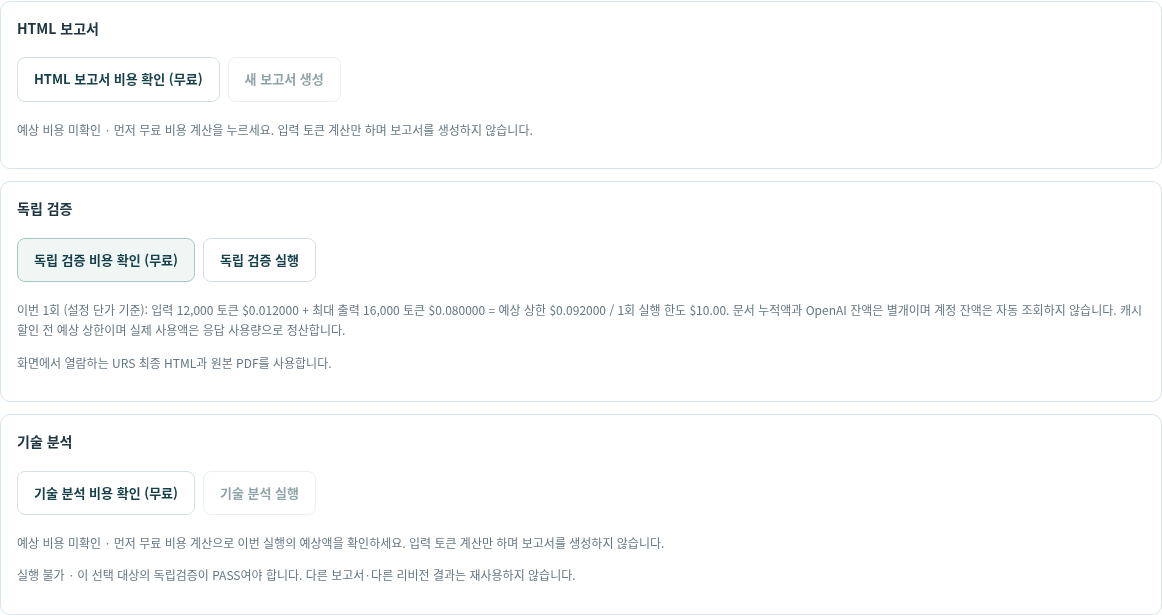 HTML 보고서
HTML 보고서 비용 확인 (무료)
새 보고서 생성
예상 비용 미확인 · 먼저 무료 비용 계산을 누르세요. 입력 토큰 계산만 하며 보고서를 생성하지 않습니다.
독립 검증
독립 검증 비용 확인 (무료)
독립 검증 실행
이번 1회 (설정 단가 기준): 입력 12,000 토큰 $0.012000 + 최대 출력 16,000 토큰 $0.080000 = 예상 상한 $0.092000 / 1회 실행 한도 $10.00. 문서 누적액과 OpenAI 잔액은 별개이며 계정 잔액은 자동 조회하지 않습니다. 캐시
할인 전 예상 상한이며 실제 사용액은 응답 사용량으로 정산합니다.
화면에서 열람하는 URS 최종 HTML과 원본 PDF를 사용합니다.
기술 분석
기술 분석 비용 확인 (무료)
기술 분석 실행
예상 비용 미확인 · 먼저 무료 비용 계산으로 이번 실행의 예상액을 확인하세요. 입력 토큰 계산만 하며 보고서를 생성하지 않습니다.
실행 불가 · 이 선택 대상의 독립검증이 PASS여야 합니다. 다른 보고서·다른 리비전 결과는 재사용하지 않습니다.